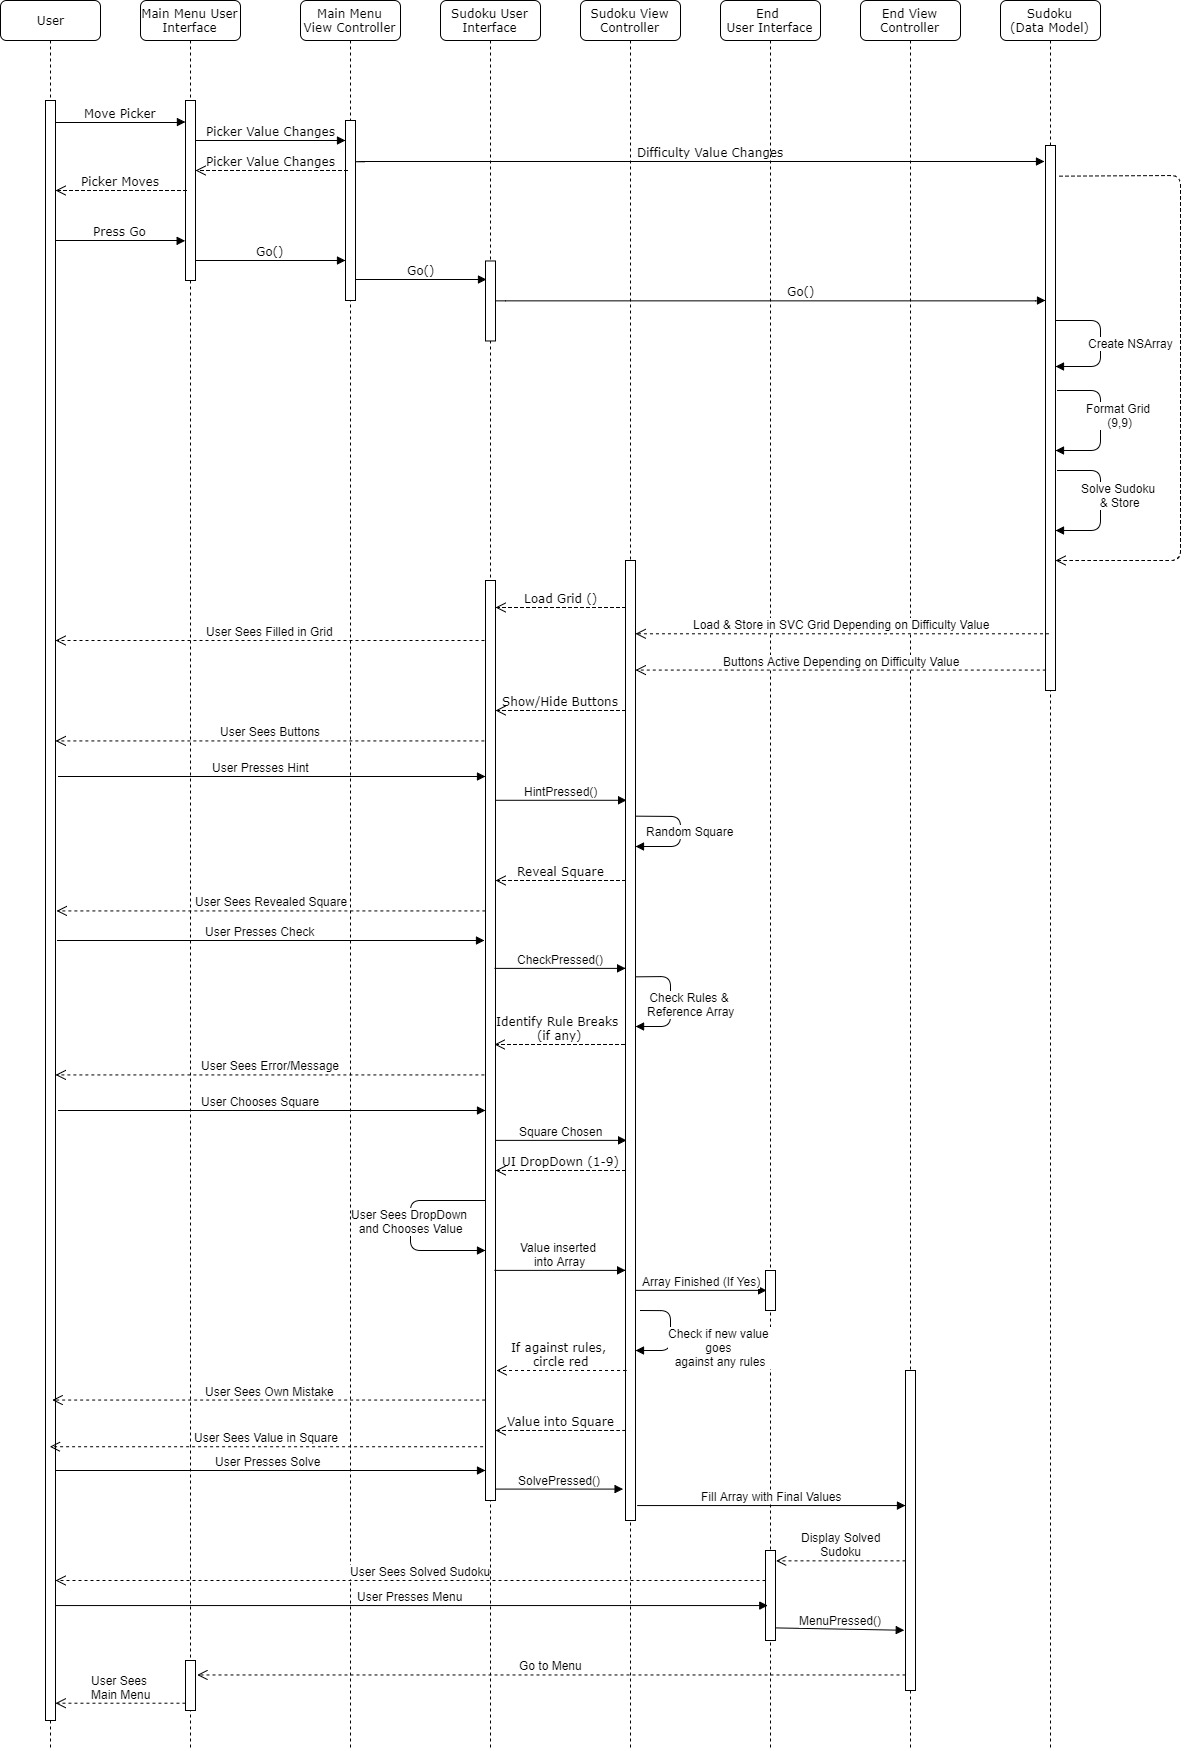 User
Main Menu User
Interface
Main Menu
View Controller
Sudoku User
Interface
Sudoku View
Controller
End
User Interface
End View
Controller
Sudoku
(Data Model)
Move Picker
Picker Value Changes
Difficulty Value Changes
Picker Value Changes
Picker Moves
Press Go
Go()
Go()
Go()
Create NSArray
Format Grid
(9,9)
Solve Sudoku
& Store
Load Grid ()
Load & Store in SVC Grid Depending on Difficulty Value
User Sees Filled in Grid
Buttons Active Depending on Difficulty Value
Show/Hide Buttons
User Sees Buttons
User Presses Hint
HintPressed()
Random Square
Reveal Square
User Sees Revealed Square
User Presses Check
CheckPressed()
Check Rules &
Reference Array
Identify Rule Breaks
(if any)
User Sees Error/Message
User Chooses Square
Square Chosen
UI DropDown (1-9)
User Sees DropDown
and Chooses Value
Value inserted
into Array
Array Finished (If Yes)
Check if new value
goes
against any rules
If against rules,
circle red
User Sees Own Mistake
Value into Square
User Sees Value in Square
User Presses Solve
SolvePressed()
Fill Array with Final Values
Display Solved
Sudoku
User Sees Solved Sudoku
User Presses Menu
MenuPressed()
Go to Menu
User Sees
Main Menu